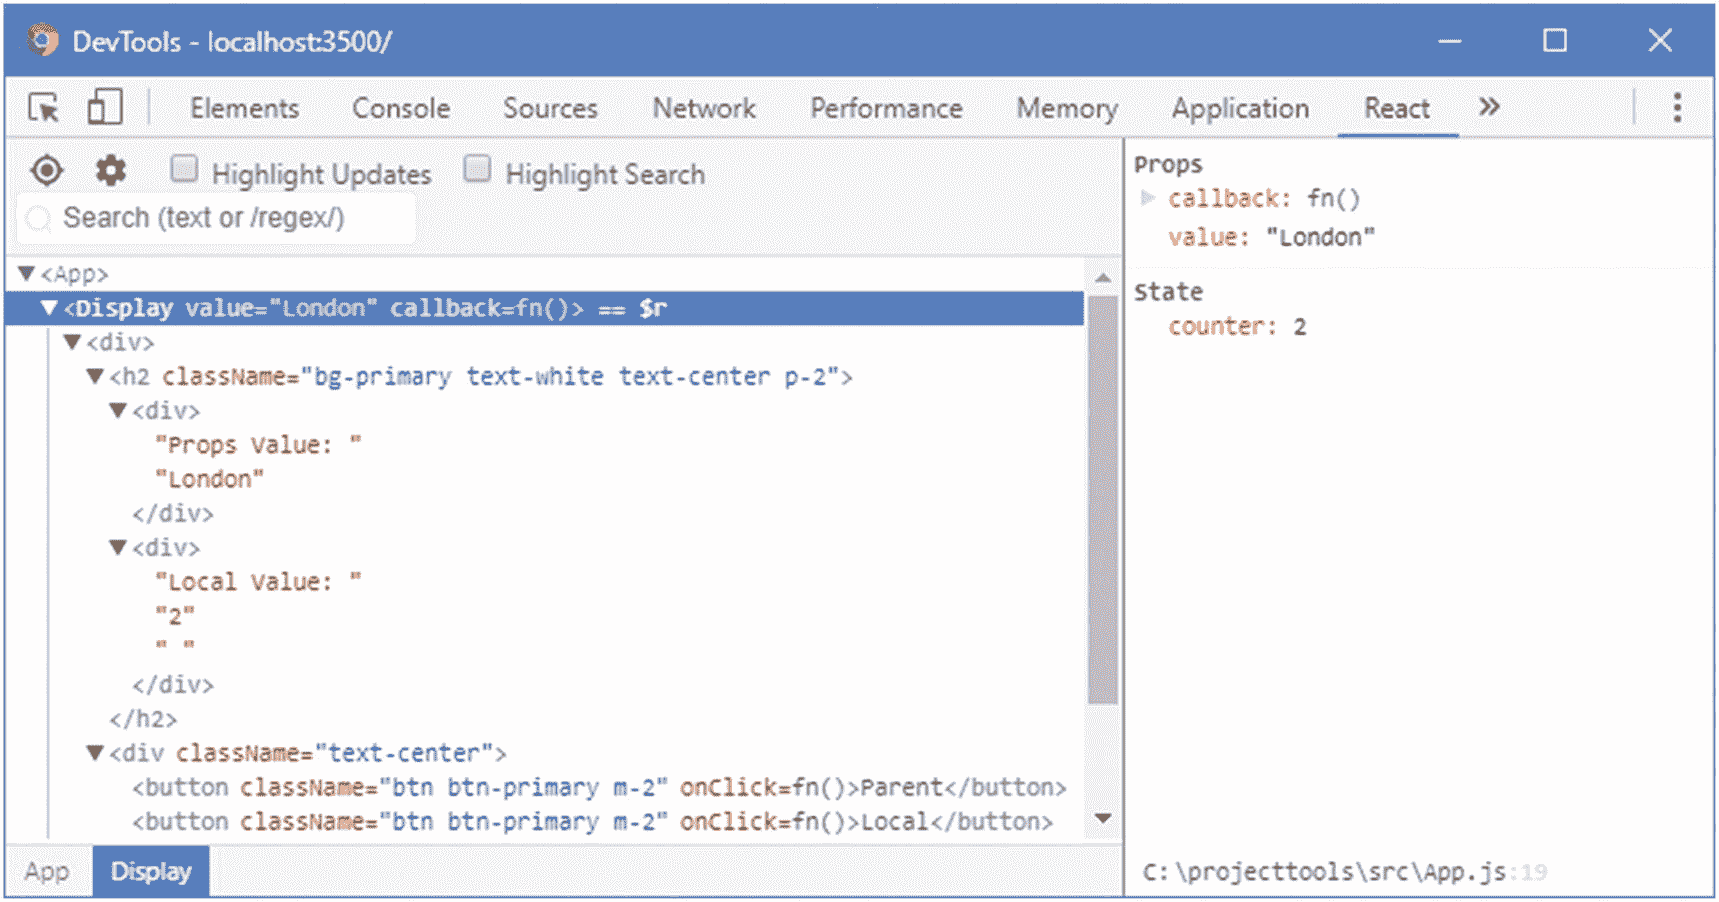 DevTools - localhost:3500/
Elements Console Sources Network Performance Memory Application React »
Highlight Updates Highlight Search
Search (text or /regex/)
<App>
<Display value="London" callback=fn()> == $r
<div>
<h2 className="bg-primary text-white text-center p-2">
<div>
"Props Value: "
"London"
</div>
<div>
"Local Value: "
"2"
" "
</div>
</h2>
<div className="text-center">
<button className="btn btn-primary m-2" onClick=fn()>Parent</button>
<button className="btn btn-primary m-2" onClick=fn()>Local</button>
App Display
Props
callback: fn()
value: "London"
State
counter: 2
C:\projecttools\src\App.js:19